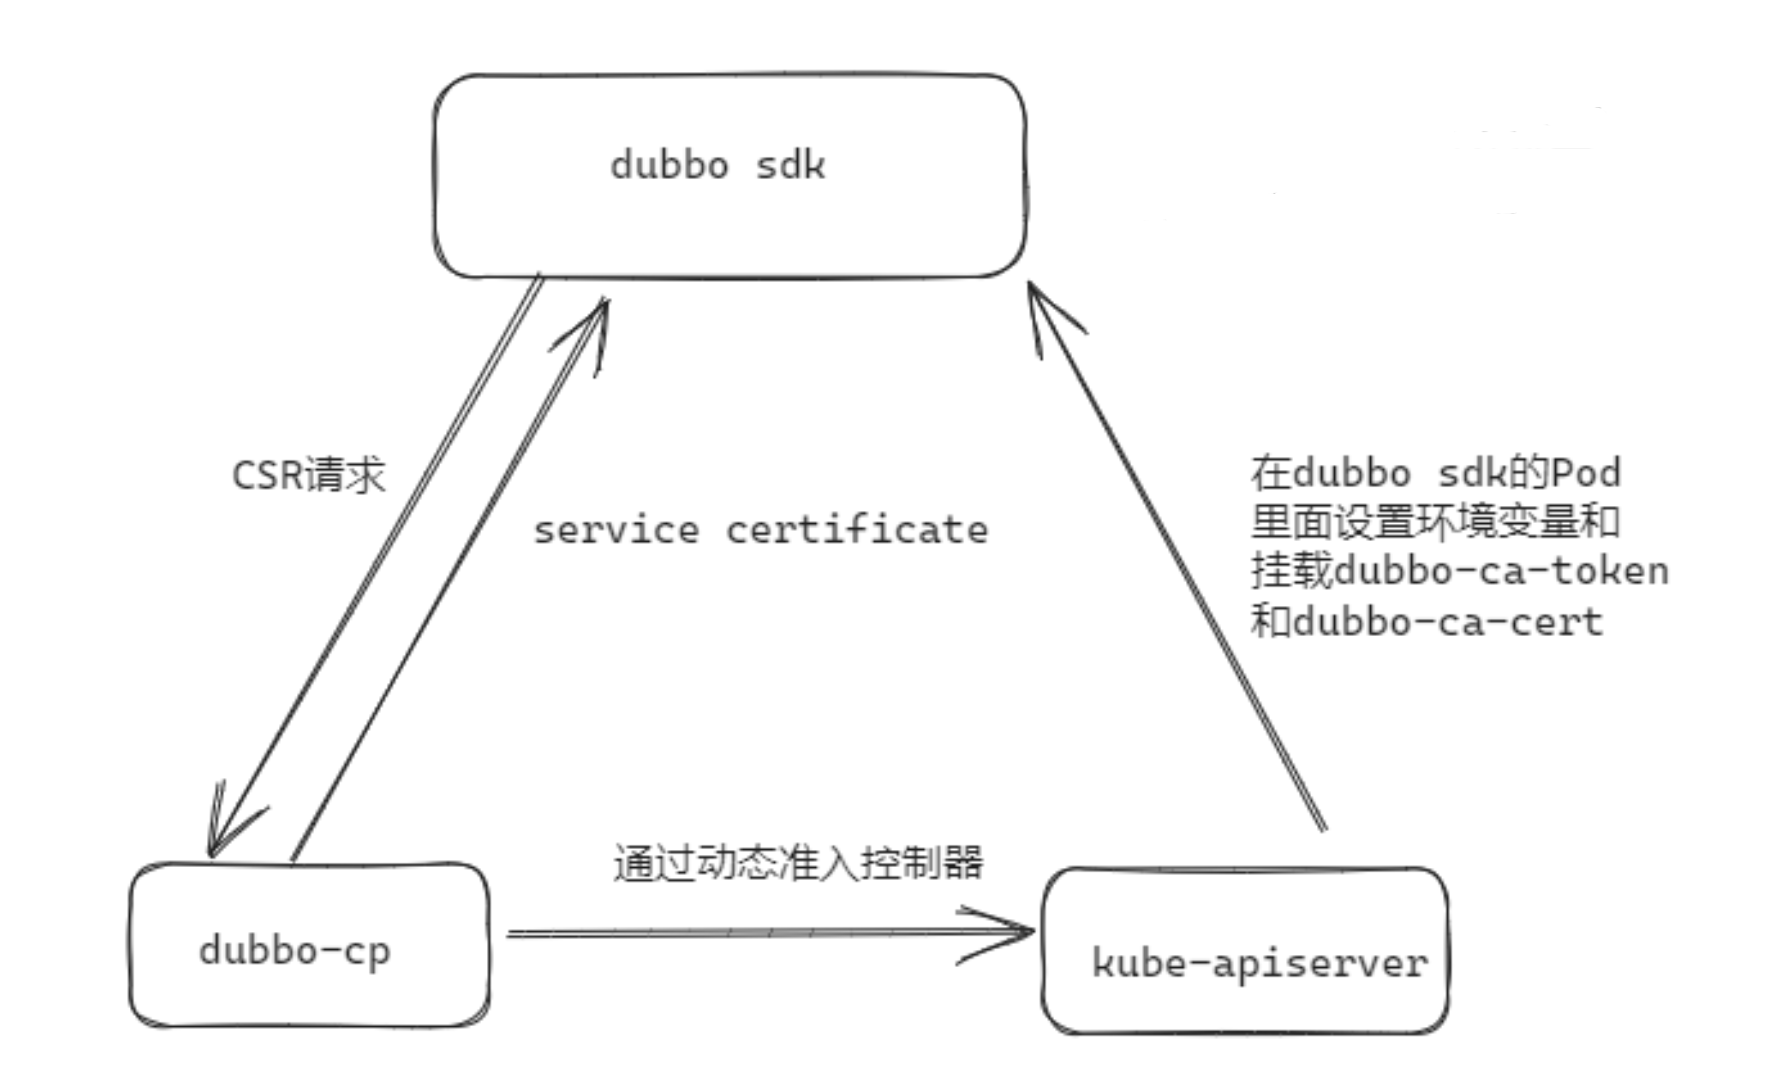 dubbo sdk
CSR请求
service certificate
在dubbo sdk的Pod
里面设置环境变量和
挂载dubbo-ca-token
和dubbo-ca-cert
通过动态准入控制器
dubbo-cp
kube-apiserver